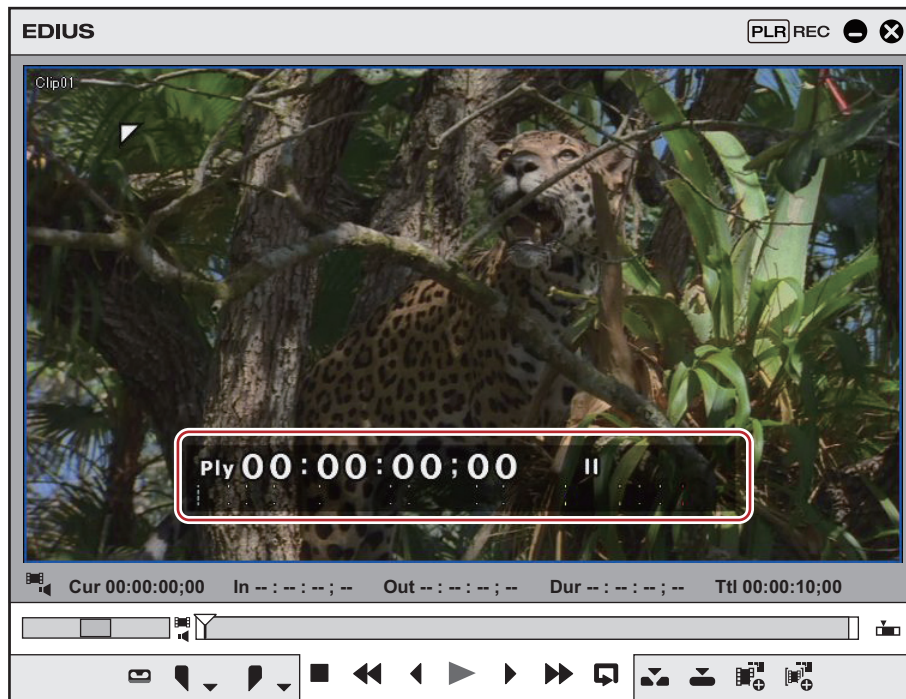 EDIUS
PLR REC
Clip01
Ply 00:00:00;00
Cur 00:00:00;00 In -- : -- : -- ; -- Out -- : -- : -- ; -- Dur -- : -- : -- ; -- Ttl 00:00:10;00